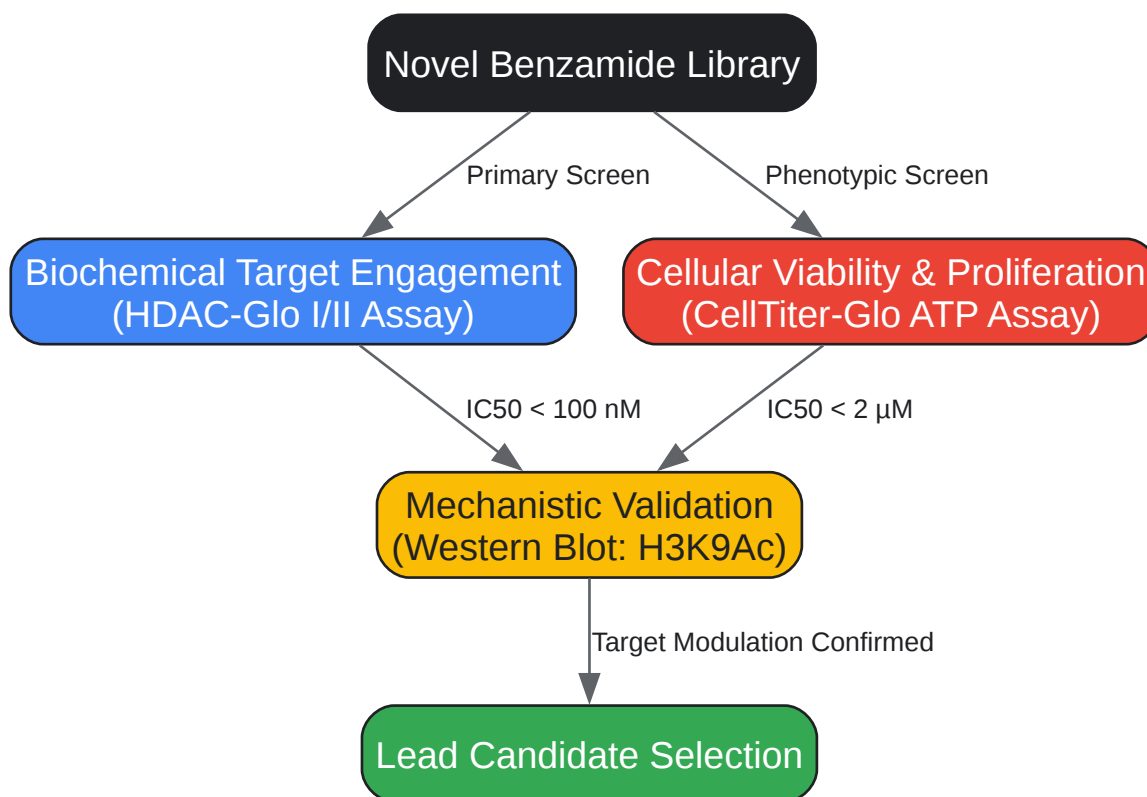 Novel Benzamide Library
Primary Screen
Phenotypic Screen
Biochemical Target Engagement
(HDAC-Glo I/II Assay)
Cellular Viability & Proliferation
(CellTiter-Glo ATP Assay)
IC50 < 100 nM
IC50 < 2 µM
Mechanistic Validation
(Western Blot: H3K9Ac)
Target Modulation Confirmed
Lead Candidate Selection